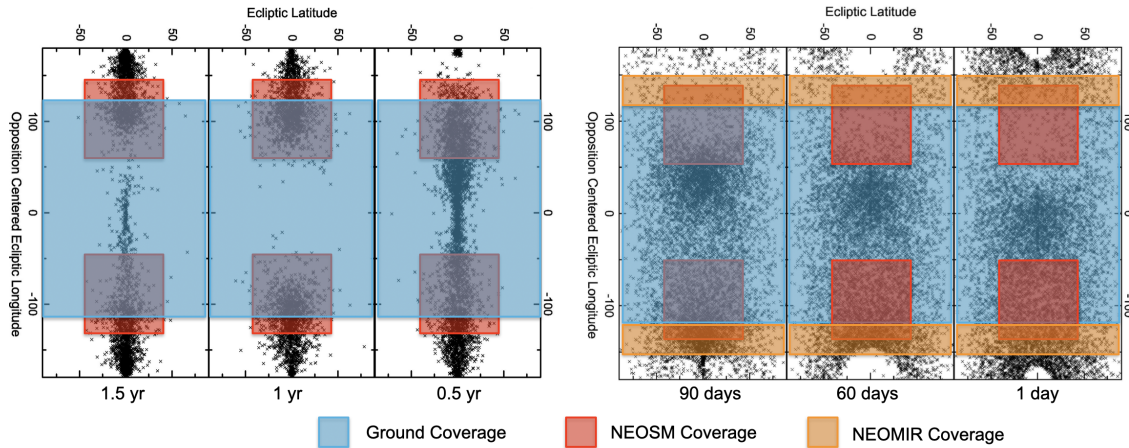 Ecliptic Latitude
Ecliptic Latitude
-50
0
50
-50
0
50
-50
0
50
-50
0
50
-50
0
50
-50
0
50
Opposition Centered Ecliptic Longitude
100
0
-100
100
0
-100
Opposition Centered Ecliptic Longitude
100
0
-100
100
0
-100
1.5 yr
1 yr
0.5 yr
90 days
60 days
1 day
Ground Coverage
NEOSM Coverage
NEOMIR Coverage